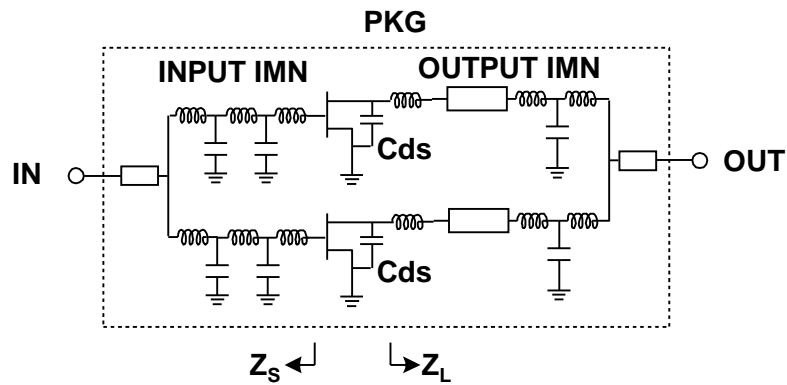 PKG
INPUT IMN
OUTPUT IMN
Cds
IN
OUT
Cds
ZS
ZL